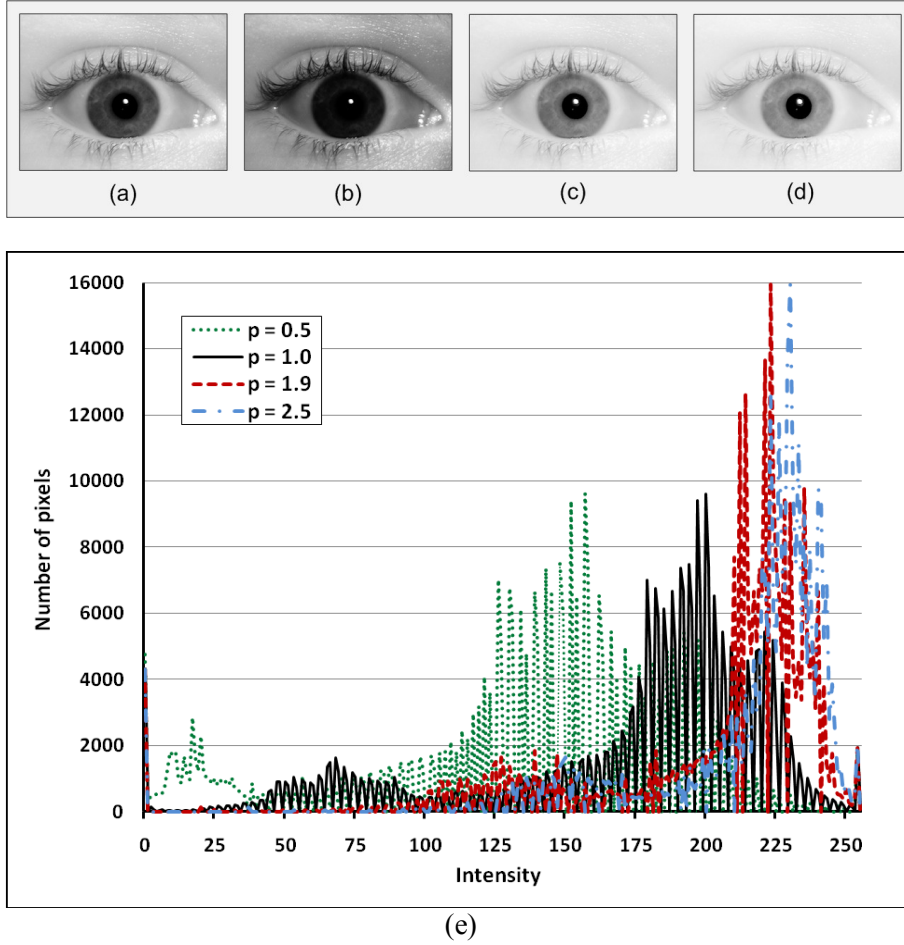 (a) (b) (c) (d)
16000
14000
12000
10000
8000
6000
4000
2000
0
Number of pixels
p = 0.5
p = 1.0
p = 1.9
p = 2.5
0 25 50 75 100 125 150 175 200 225 250
Intensity
(e)